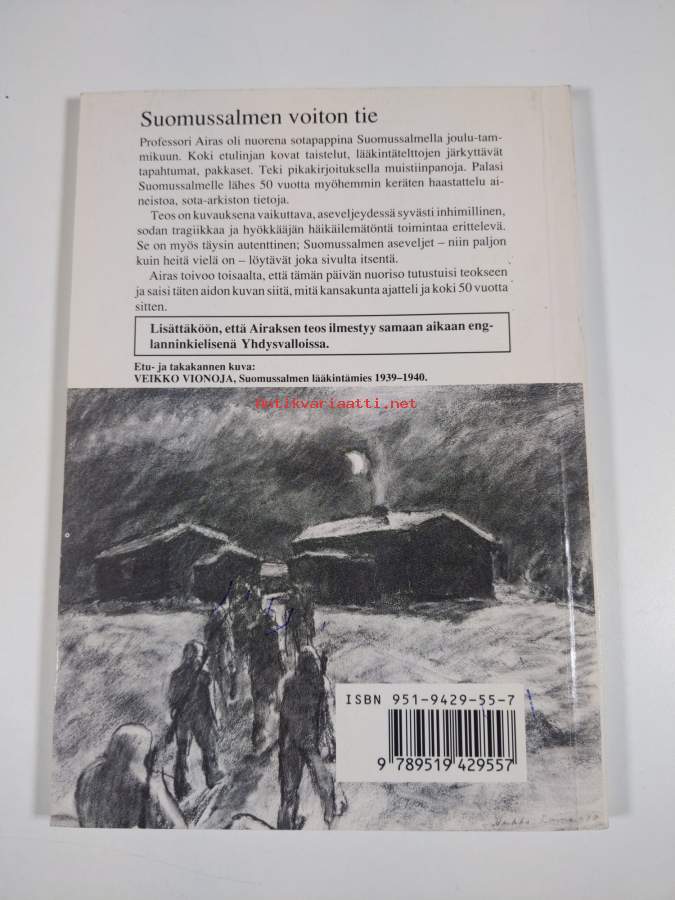 Suomussalmen voiton tie
Professori Airas oli nuorena sotapappina Suomussalmella joulu-tam-
mikuun. Koki etulinjan kovat taistelut, lääkintätelttojen järkyttävät
tapahtumat, pakkaset. Teki pikakirjoituksella muistiinpanoja. Palasi
Suomussalmelle lähes 50 vuotta myöhemmin keräten haastattelu ai-
neistoa, sota-arkiston tietoja.
Teos on kuvauksena vaikuttava, aseveljeydessä syvästi inhimillinen,
sodan tragiikkaa ja hyökkääjän häikäilemätöntä toimintaa erittelevä.
Se on myös täysin autenttinen; Suomussalmen aseveljet – niin paljon
kuin heitä vielä on – löytävät joka sivulta itsentä.
Airas toivoo toisaalta, että tämän päivän nuoriso tutustuisi teokseen
ja saisi täten aidon kuvan siitä, mitä kansakunta ajatteli ja koki 50 vuotta
sitten.
Lisättäköön, että Airaksen teos ilmestyy samaan aikaan eng-
lanninkielisenä Yhdysvalloissa.
Etu- ja takakannen kuva:
VEIKKO VIONOJA, Suomussalmen lääkintämies 1939–1940.
antikvariaatti.net
ISBN 951-9429-55-7
9 789519 429557